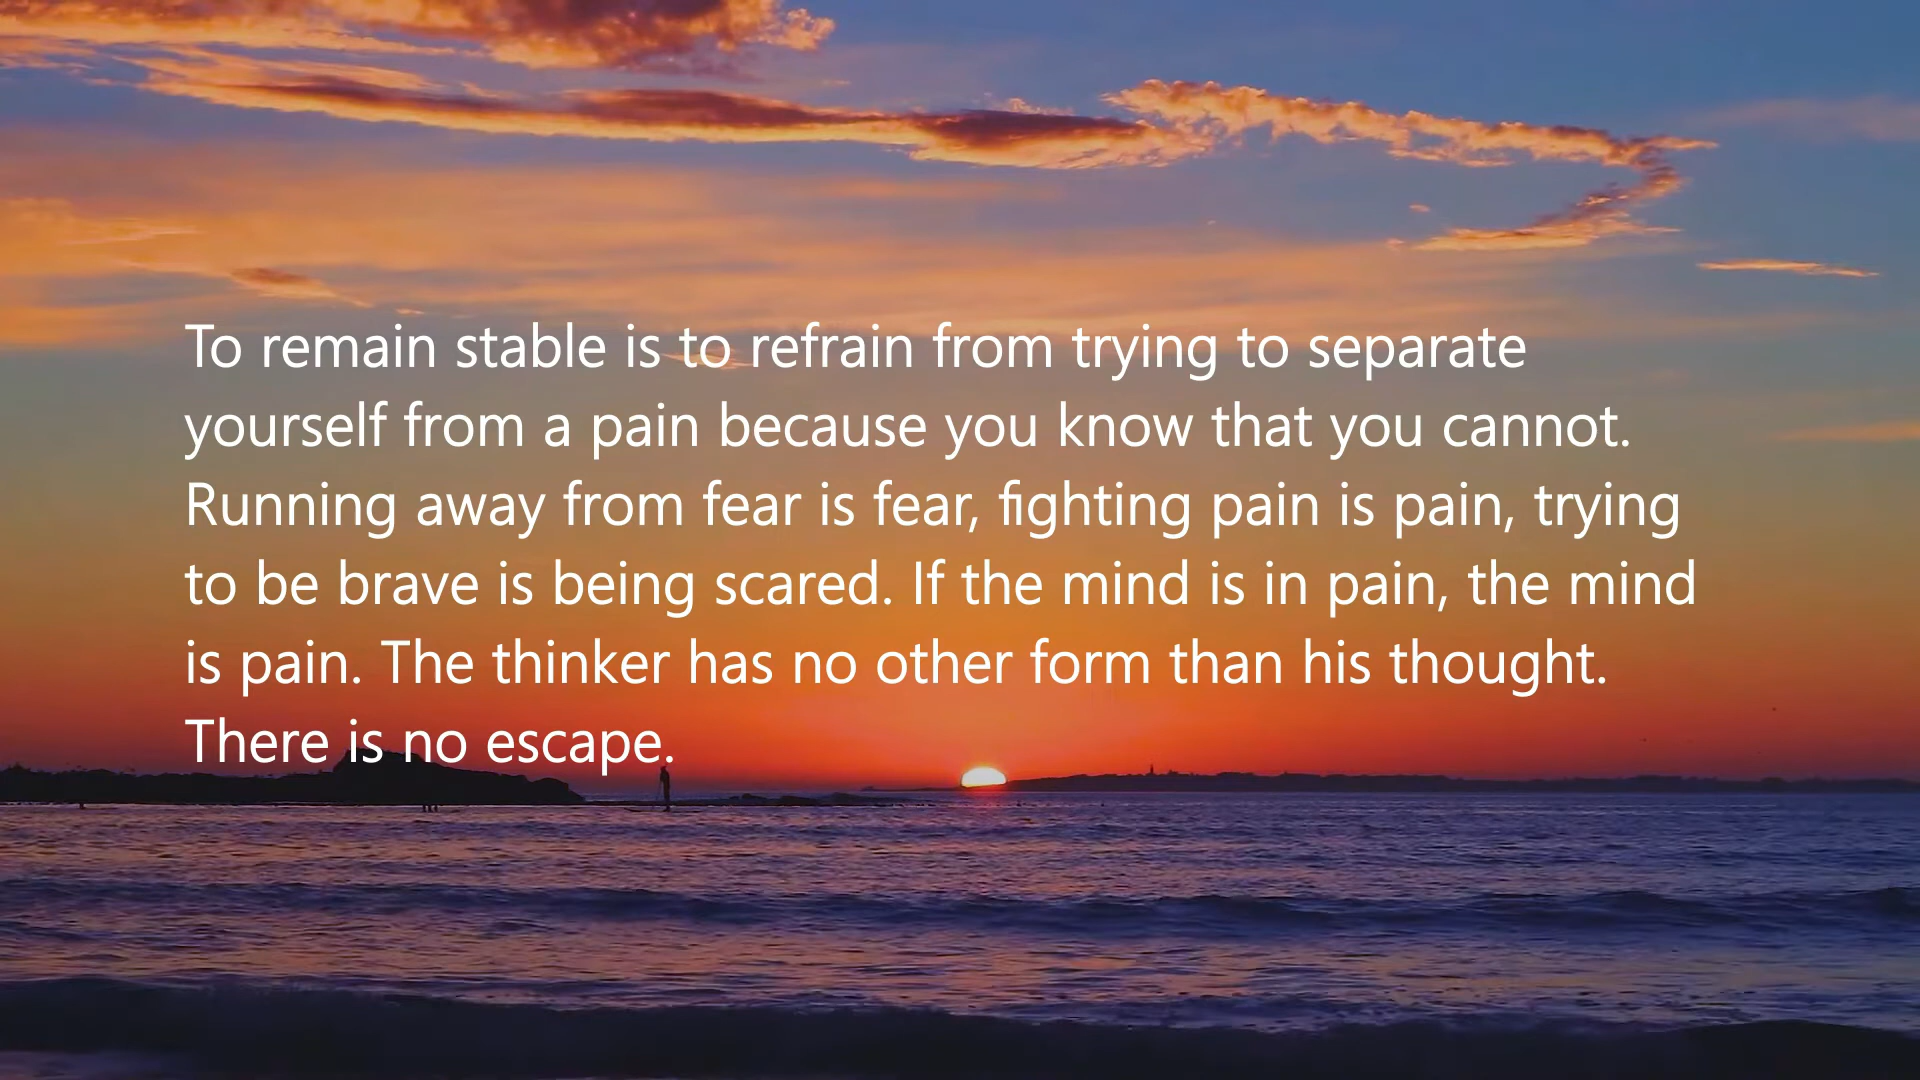 To remain stable is to refrain from trying to separate
yourself from a pain because you know that you cannot.
Running away from fear is fear, fighting pain is pain, trying
to be brave is being scared. If the mind is in pain, the mind
is pain. The thinker has no other form than his thought.
There is no escape.